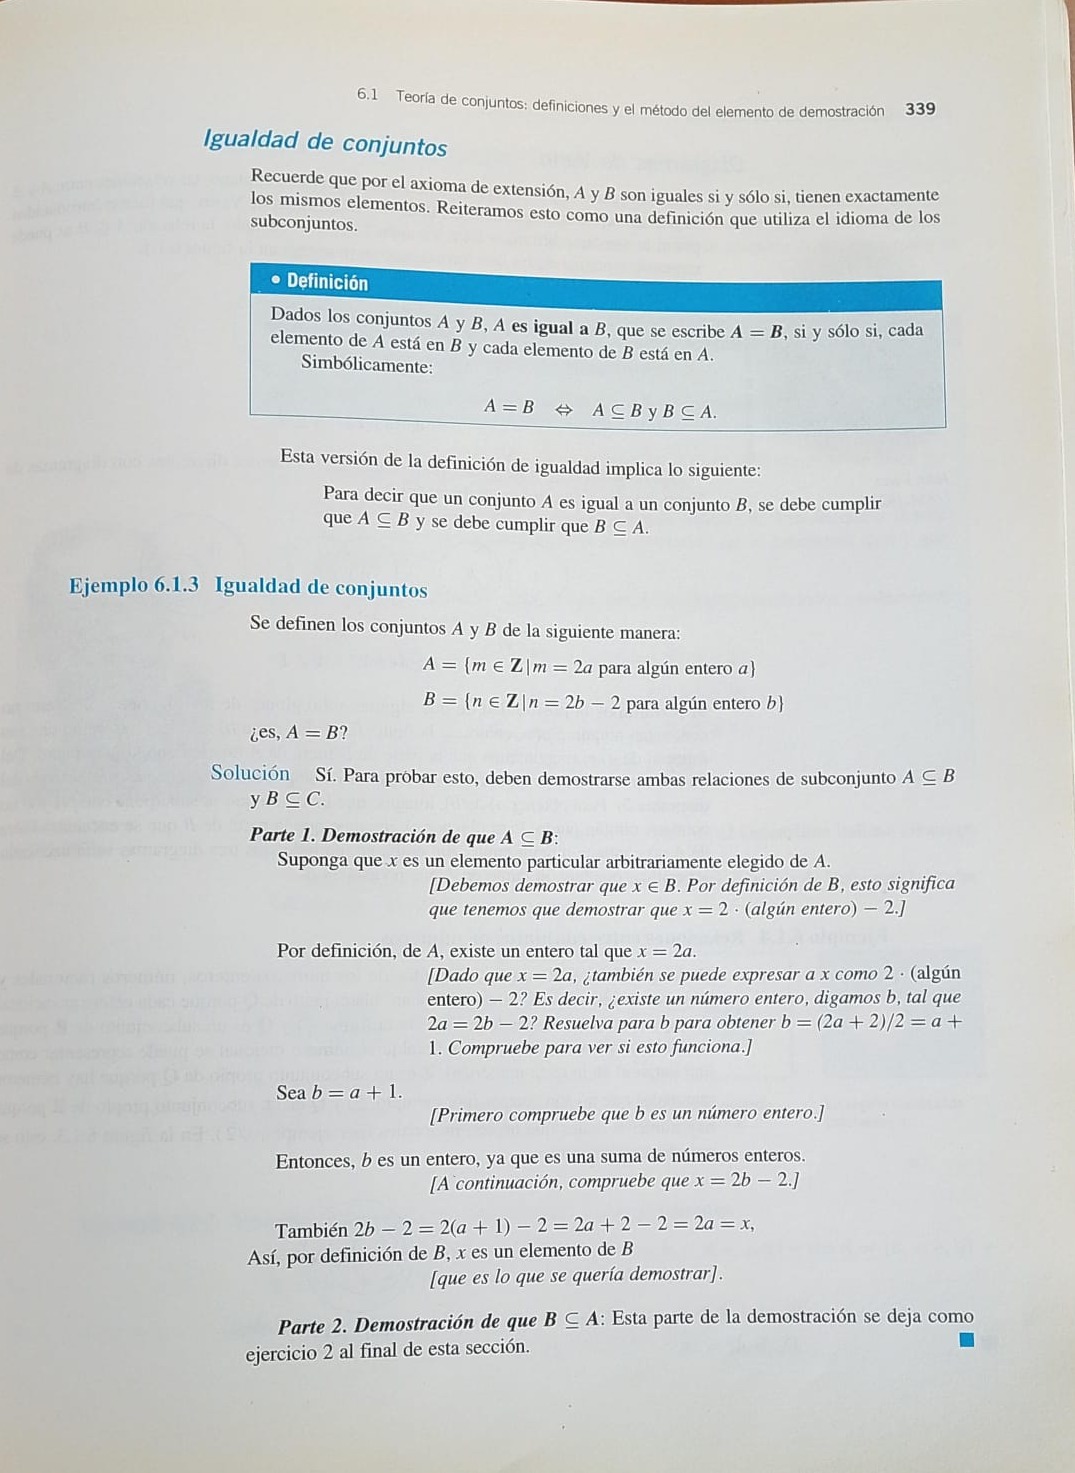 6.1 Teoría de conjuntos: definiciones y el método del elemento de demostración 339
Igualdad de conjuntos
Recuerde que por el axioma de extensión, A y B son iguales si y sólo si, tienen exactamente
los mismos elementos. Reiteramos esto como una definición que utiliza el idioma de los
subconjuntos.
• Definición
Dados los conjuntos A y B, A es igual a B, que se escribe A = B, si y sólo si, cada
elemento de A está en B y cada elemento de B está en A.
Simbólicamente:
A = B ⇔ A ⊆ B y B ⊆ A.
Esta versión de la definición de igualdad implica lo siguiente:
Para decir que un conjunto A es igual a un conjunto B, se debe cumplir
que A ⊆ B y se debe cumplir que B ⊆ A.
Ejemplo 6.1.3 Igualdad de conjuntos
Se definen los conjuntos A y B de la siguiente manera:
A = {m ∈ Z | m = 2a para algún entero a}
B = {n ∈ Z | n = 2b − 2 para algún entero b}
¿es, A = B?
Solución Sí. Para probar esto, deben demostrarse ambas relaciones de subconjunto A ⊆ B
y B ⊆ C.
Parte 1. Demostración de que A ⊆ B:
Suponga que x es un elemento particular arbitrariamente elegido de A.
[Debemos demostrar que x ∈ B. Por definición de B, esto significa
que tenemos que demostrar que x = 2 · (algún entero) − 2.]
Por definición, de A, existe un entero tal que x = 2a.
[Dado que x = 2a, ¿también se puede expresar a x como 2 · (algún
entero) − 2? Es decir, ¿existe un número entero, digamos b, tal que
2a = 2b − 2? Resuelva para b para obtener b = (2a + 2)/2 = a +
1. Compruebe para ver si esto funciona.]
Sea b = a + 1.
[Primero compruebe que b es un número entero.]
Entonces, b es un entero, ya que es una suma de números enteros.
[A continuación, compruebe que x = 2b − 2.]
También 2b − 2 = 2(a + 1) − 2 = 2a + 2 − 2 = 2a = x,
Así, por definición de B, x es un elemento de B
[que es lo que se quería demostrar].
Parte 2. Demostración de que B ⊆ A: Esta parte de la demostración se deja como
ejercicio 2 al final de esta sección.